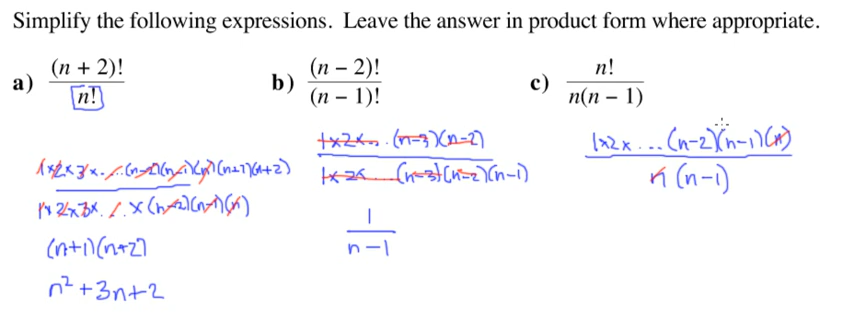 Simplify the following expressions. Leave the answer in product form where appropriate.
a) (n + 2)! / n!
b) (n − 2)! / (n − 1)!
c) n! / n(n − 1)
1×2×3×...(n-2)(n-1)(n)(n+1)(n+2) / 1×2×3×...×(n-2)(n-1)(n)
(n+1)(n+2)
n²+3n+2
1×2×...(n-3)(n-2) / 1×2×...(n-3)(n-2)(n-1)
1 / n-1
1×2×...(n-2)(n-1)(n) / n(n-1)